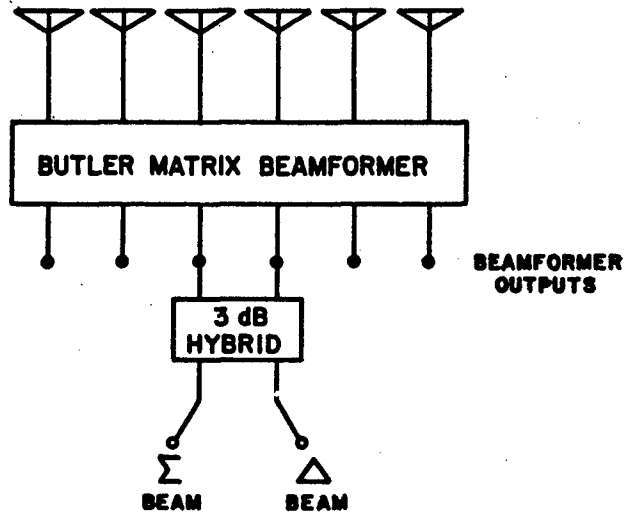 BUTLER MATRIX BEAMFORMER
BEAMFORMER
OUTPUTS
3 dB
HYBRID
Σ Δ
BEAM BEAM